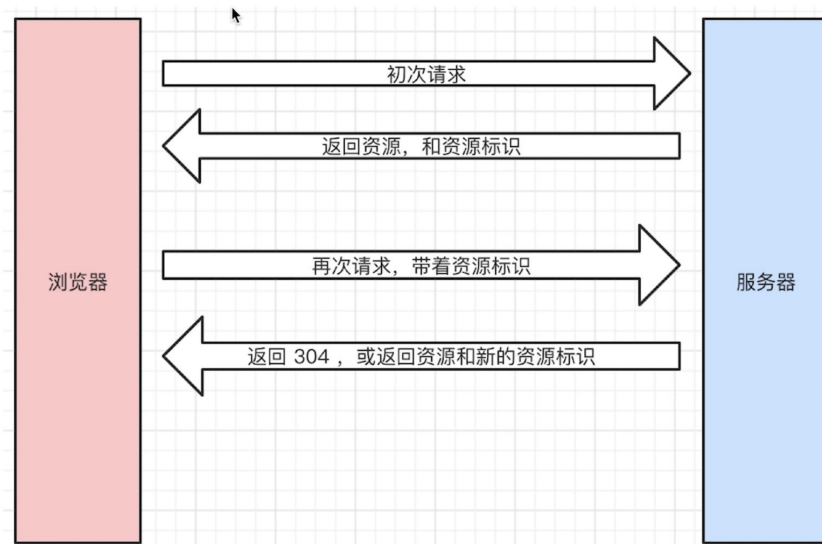 初次请求
返回资源，和资源标识
浏览器
再次请求，带着资源标识
服务器
返回 304 ，或返回资源和新的资源标识